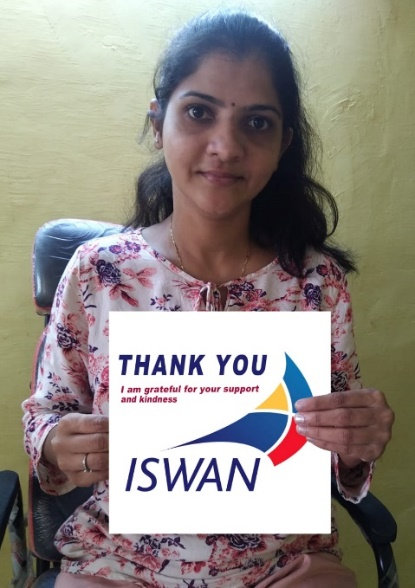 THANK YOU
I am grateful for your support
and kindness
ISWAN